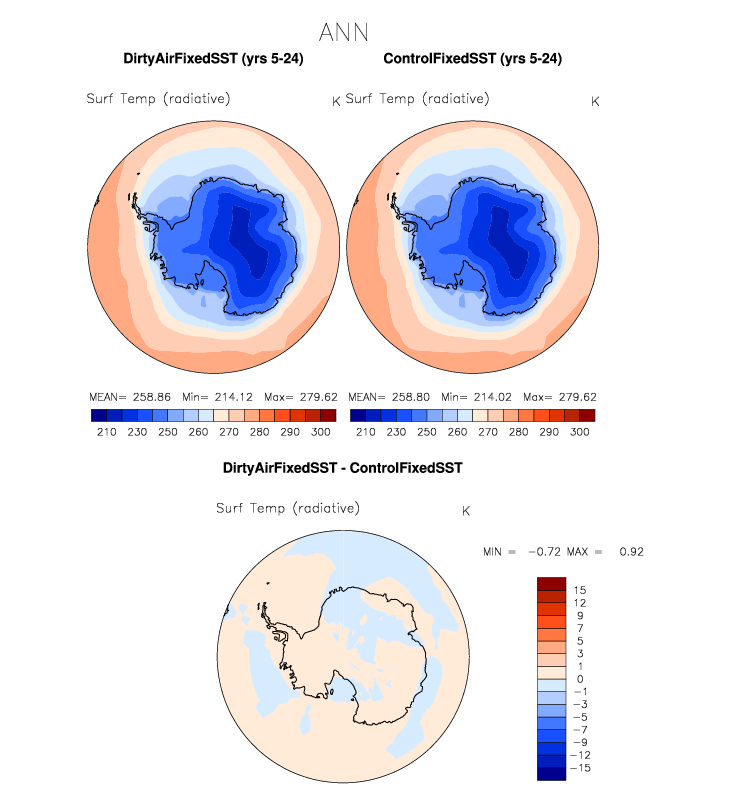 ANN
DirtyAirFixedSST (yrs 5-24) ControlFixedSST (yrs 5-24)
Surf Temp (radiative) K Surf Temp (radiative) K
MEAN= 258.86 Min= 214.12 Max= 279.62 MEAN= 258.80 Min= 214.02 Max= 279.62
210 230 250 260 270 280 290 300 210 230 250 260 270 280 290 300
DirtyAirFixedSST - ControlFixedSST
Surf Temp (radiative) K
MIN = -0.72 MAX = 0.92
15
12
9
7
5
3
1
0
-1
-3
-5
-7
-9
-12
-15